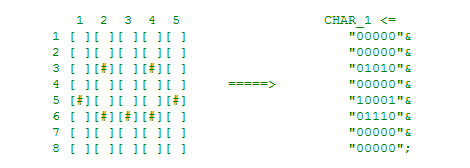 1 2 3 4 5 CHAR_1 <=
1 [ ][ ][ ][ ][ ] "00000"&
2 [ ][ ][ ][ ][ ] "00000"&
3 [ ][#][ ][#][ ] "01010"&
4 [ ][ ][ ][ ][ ] =====> "00000"&
5 [#][ ][ ][ ][#] "10001"&
6 [ ][#][#][#][ ] "01110"&
7 [ ][ ][ ][ ][ ] "00000"&
8 [ ][ ][ ][ ][ ] "00000";